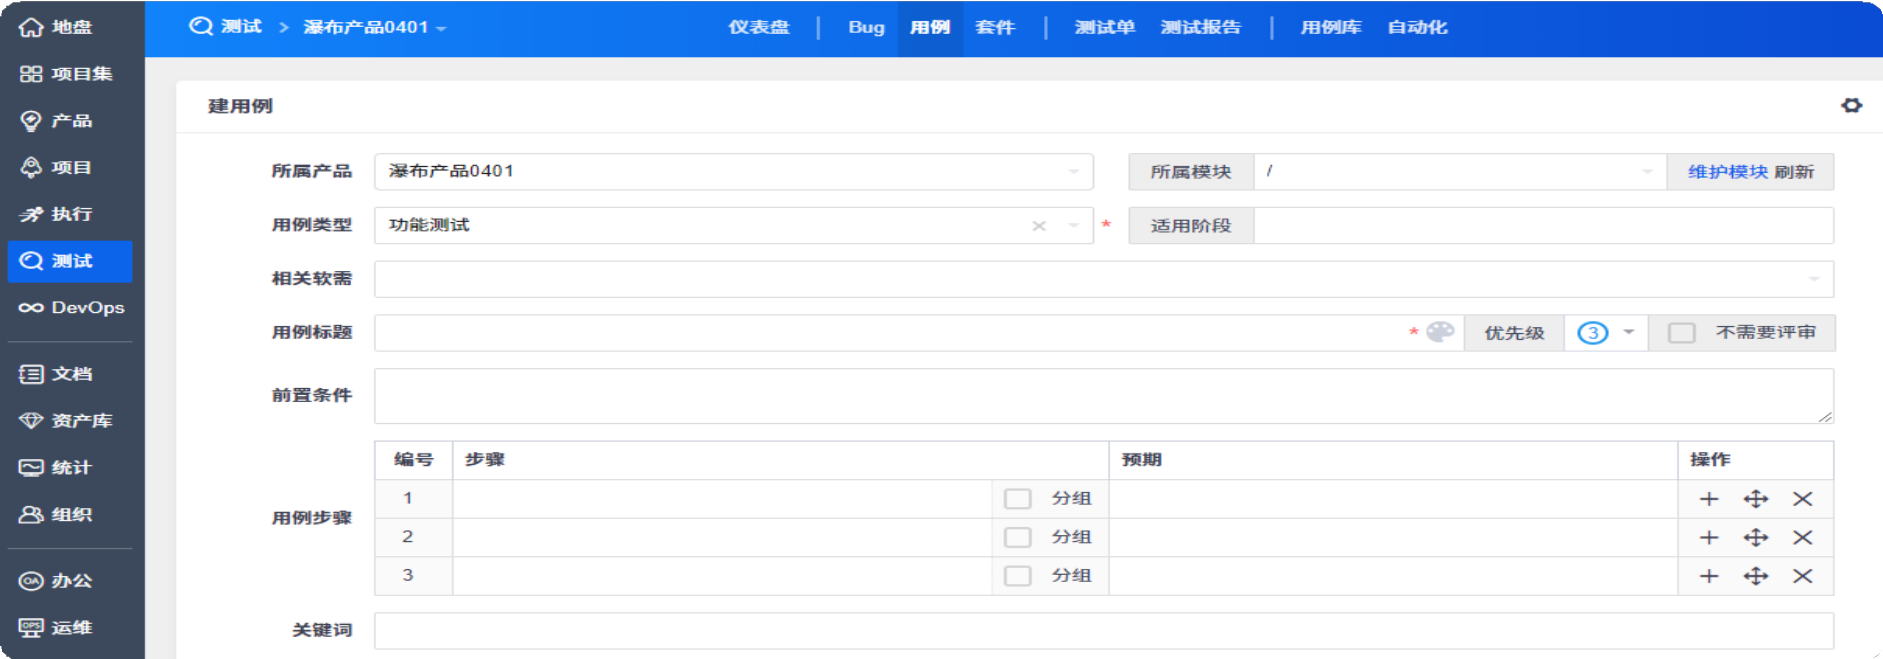 地盘
项目集
产品
项目
执行
测试
DevOps
文档
资产库
统计
组织
OA 办公
OPS 运维
测试 > 瀑布产品0401
仪表盘 | Bug 用例 套件 | 测试单 测试报告 | 用例库 自动化
建用例
所属产品 瀑布产品0401 所属模块 / 维护模块 刷新
用例类型 功能测试 × * 适用阶段
相关软需
用例标题 * 优先级 3 不需要评审
前置条件
用例步骤
编号 步骤 预期 操作
1 分组
2 分组
3 分组
关键词